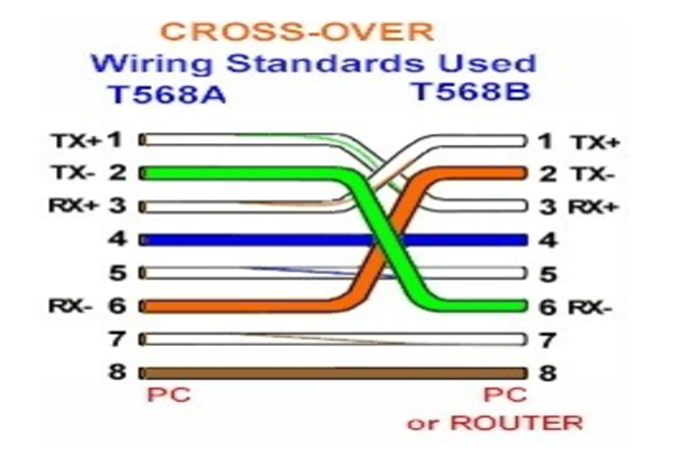 CROSS-OVER
Wiring Standards Used
T568A T568B
TX+ 1 1 TX+
TX- 2 2 TX-
RX+ 3 3 RX+
4 4
5 5
RX- 6 6 RX-
7 7
8 8
PC PC
or ROUTER